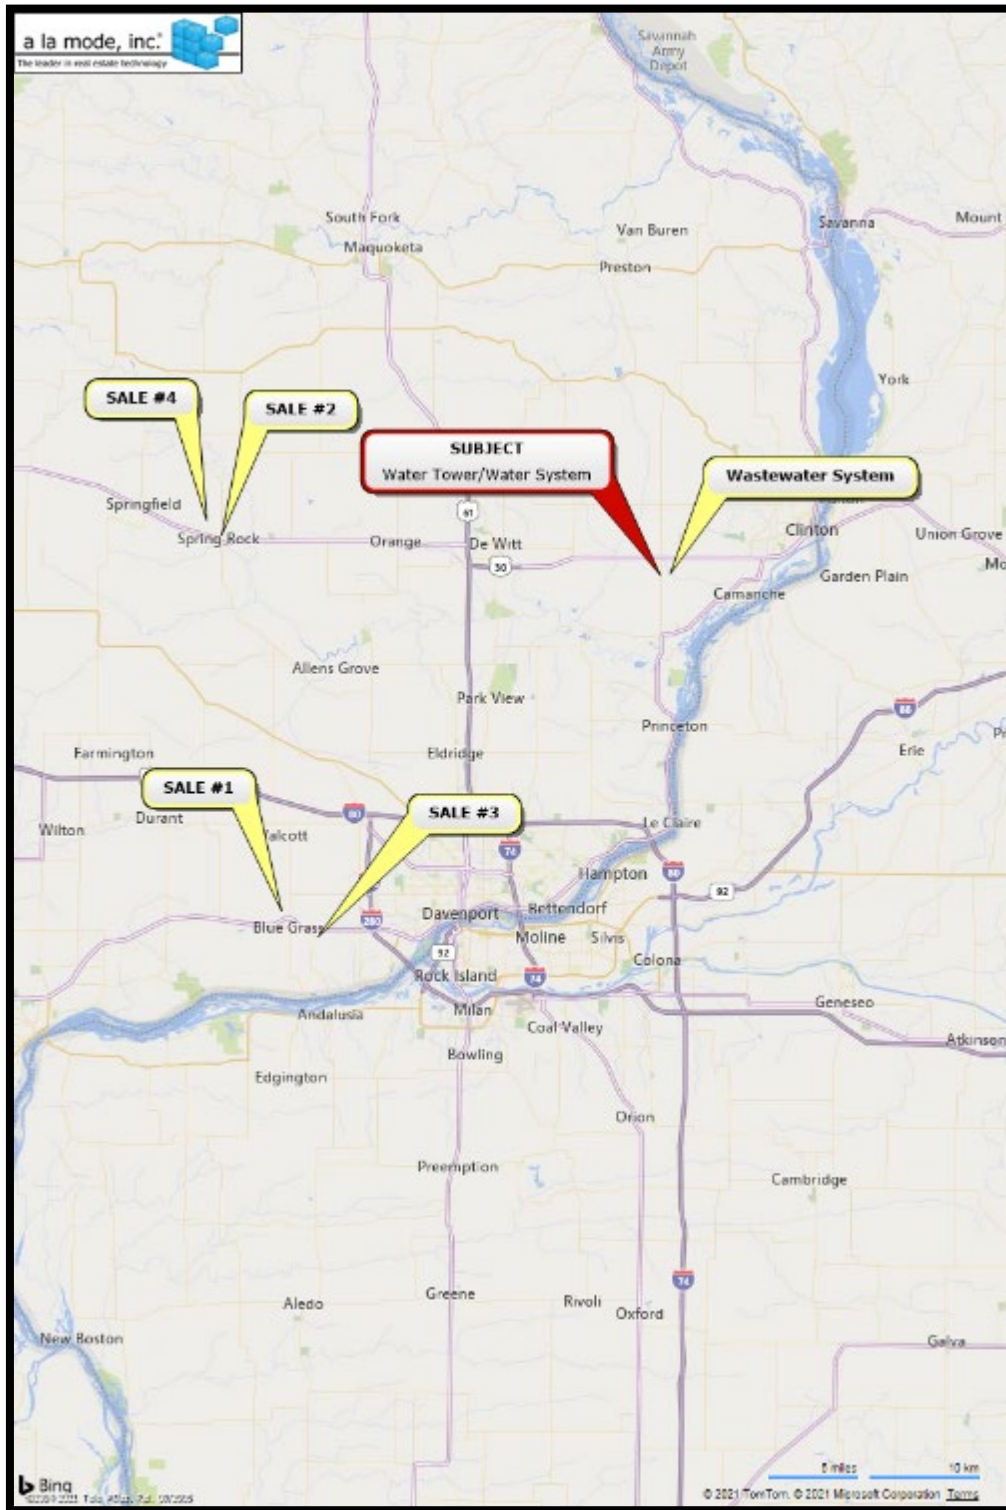 a la mode, inc.
The leader in real estate technology
Savannah
Army
Depot
South Fork
Maquoketa
Van Buren
Preston
Savanna
Mount
York
SALE #4
SALE #2
SUBJECT
Water Tower/Water System
Wastewater System
Springfield
Spring Rock
Orange
61
De Witt
30
Clinton
Union Grove
Garden Plain
Camanche
Allens Grove
Park View
Princeton
88
Erie
Farmington
Eldridge
SALE #1
SALE #3
Wilton
Durant
80
74
Le Claire
Hampton
80
92
Blue Grass
280
Davenport
Bettendorf
Moline
Silvis
92
Rock Island
74
Colona
Andalusia
Milan
Coal Valley
Geneseo
Atkinson
Bowling
Edgington
Orion
Preemption
Cambridge
Greene
Aledo
Rivoli
Oxford
74
New Boston
Galva
Bing
10 km
© 2021 TomTom, © 2021 Microsoft Corporation Terms